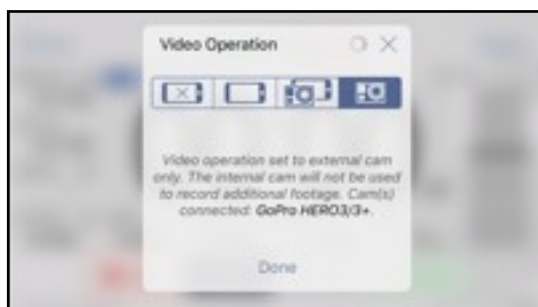 Video Operation
Video operation set to external cam
only. The internal cam will not be used
to record additional footage. Cam(s)
connected: GoPro HERO3/3+.
Done